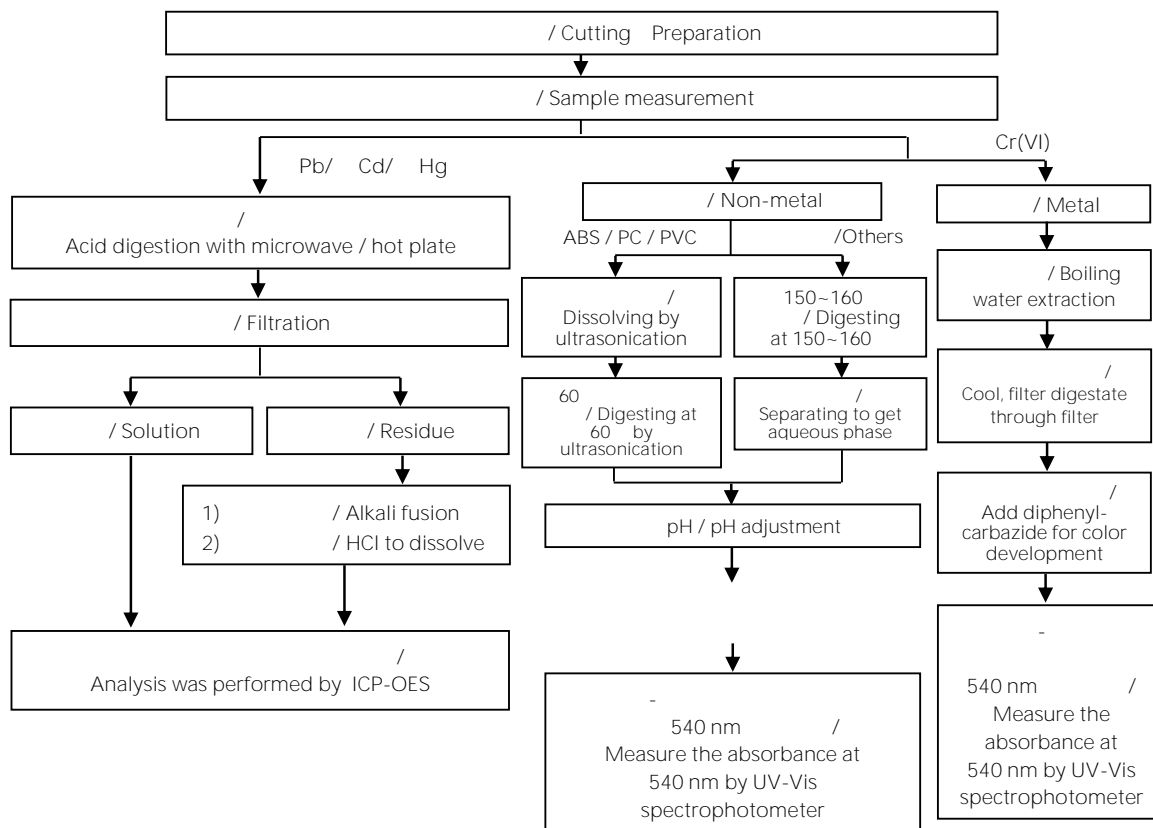 / Cutting Preparation
/ Sample measurement
Cr(VI)
Pb/ Cd/ Hg
/ Non-metal
/ Metal
/
Acid digestion with microwave / hot plate
ABS / PC / PVC
/Others
/ Filtration
/
Dissolving by
ultrasonication
150~160
/ Digesting
at 150~160
/ Boiling
water extraction
/ Solution
/ Residue
60
/ Digesting at
60 by
ultrasonication
/
Separating to get
aqueous phase
/
Cool, filter digestate
through filter
1) / Alkali fusion
2) / HCl to dissolve
pH / pH adjustment
/
Add diphenyl-
carbazide for color
development
/
Analysis was performed by ICP-OES
-
540 nm /
Measure the absorbance at
540 nm by UV-Vis
spectrophotometer
-
540 nm /
Measure the
absorbance at
540 nm by UV-Vis
spectrophotometer